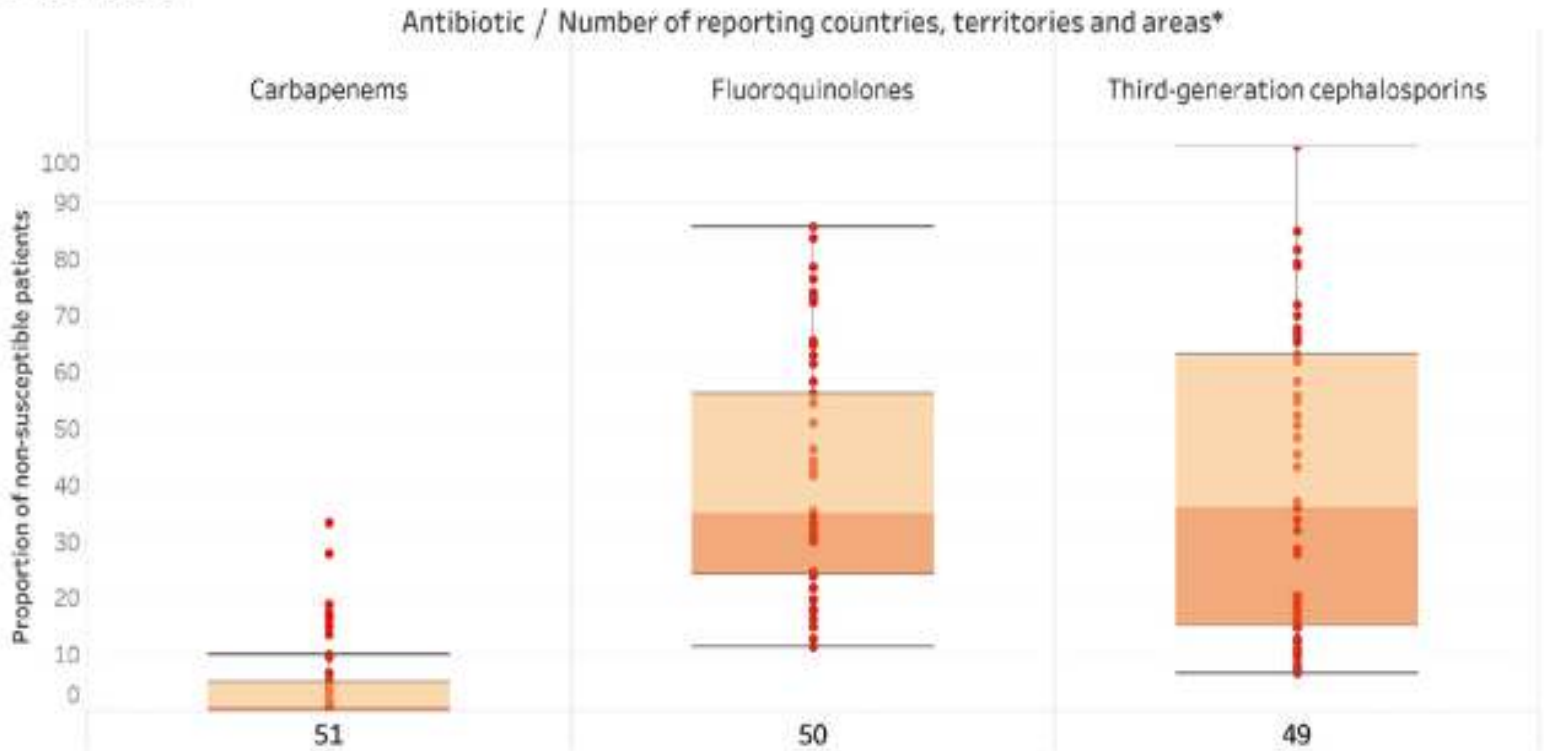 Antibiotic / Number of reporting countries, territories and areas*
Carbapenems Fluoroquinolones Third-generation cephalosporins
Proportion of non-susceptible patients
100
90
80
70
60
50
40
30
20
10
0
51 50 49